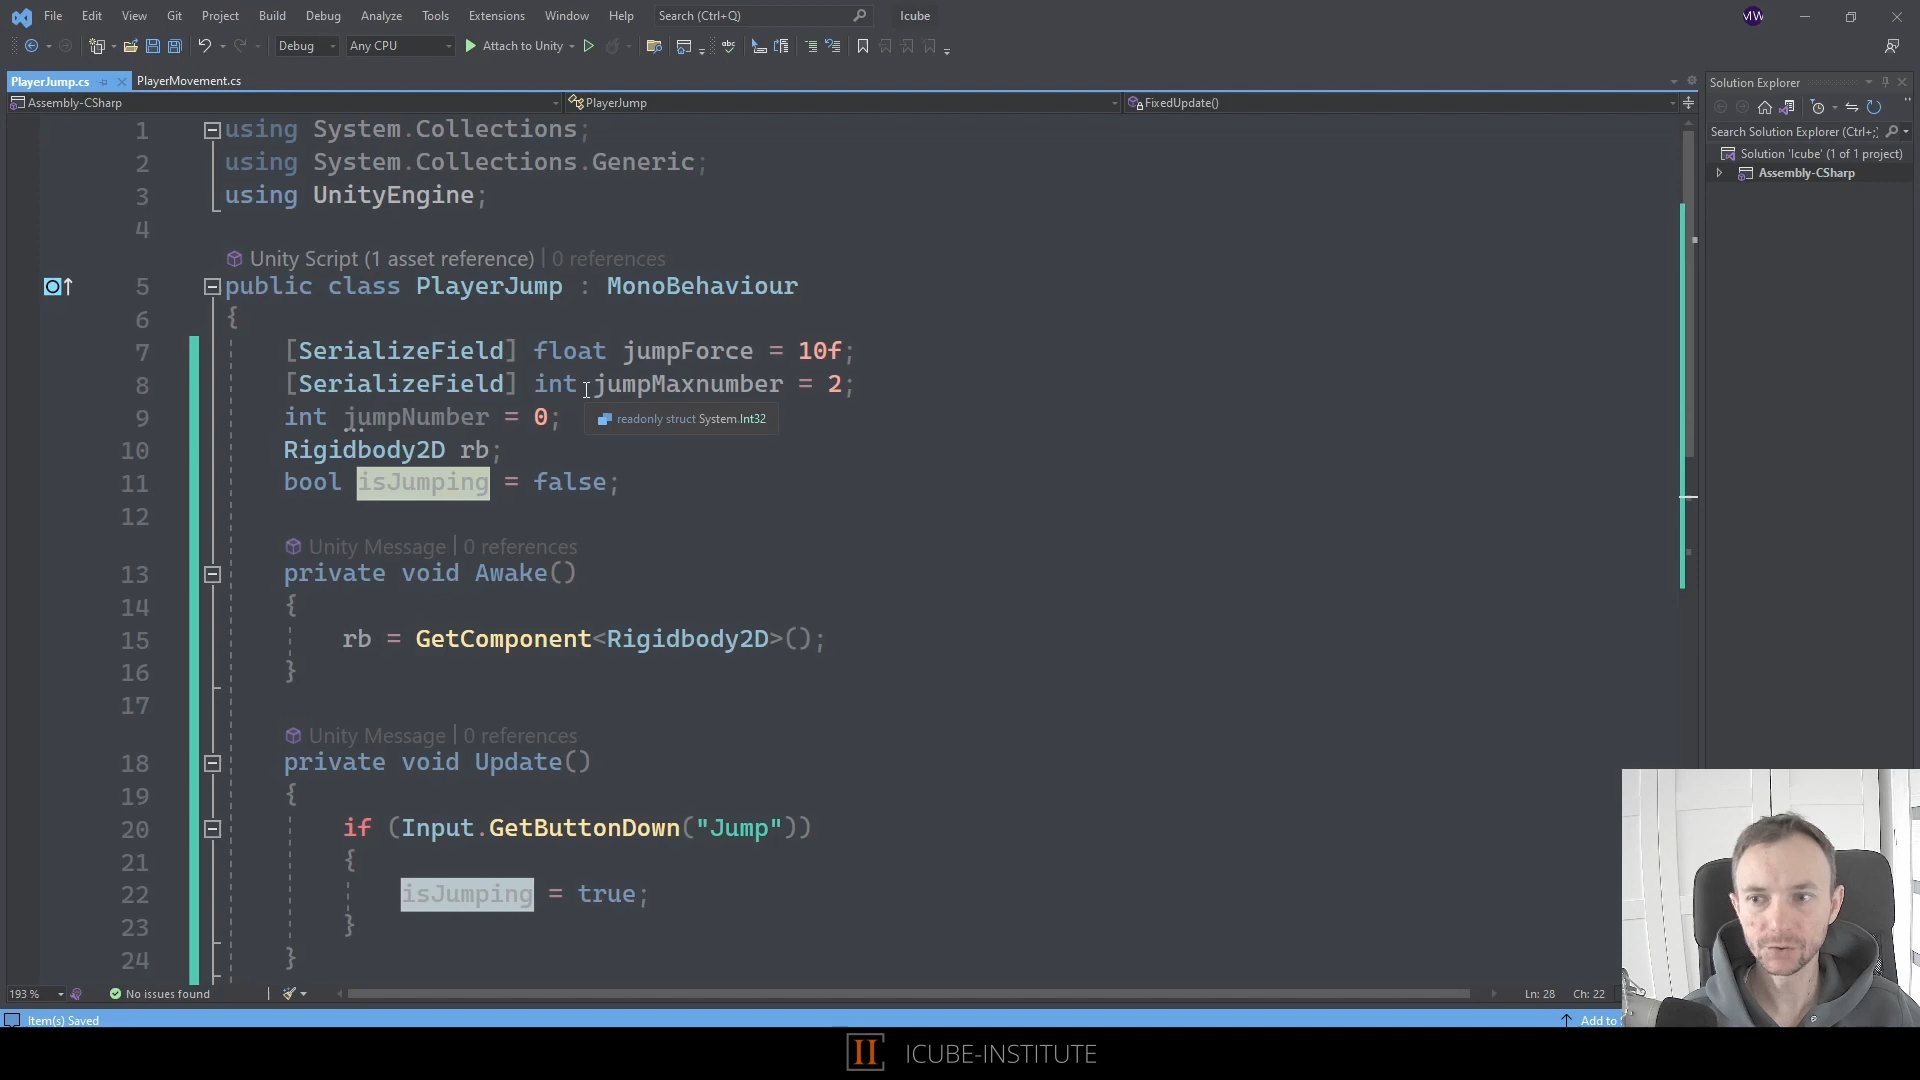 File Edit View Git Project Build Debug Analyze Tools Extensions Window Help Search (Ctrl+Q) Icube MW
Debug Any CPU Attach to Unity
PlayerJump.cs PlayerMovement.cs
Assembly-CSharp PlayerJump FixedUpdate()
Solution Explorer
Search Solution Explorer (Ctrl+;
Solution 'Icube' (1 of 1 project)
Assembly-CSharp
1 using System.Collections;
2 using System.Collections.Generic;
3 using UnityEngine;
4
Unity Script (1 asset reference) | 0 references
5 public class PlayerJump : MonoBehaviour
6 {
7 [SerializeField] float jumpForce = 10f;
8 [SerializeField] int jumpMaxnumber = 2;
9 int jumpNumber = 0;
readonly struct System.Int32
10 Rigidbody2D rb;
11 bool isJumping = false;
12
Unity Message | 0 references
13 private void Awake()
14 {
15 rb = GetComponent<Rigidbody2D>();
16 }
17
Unity Message | 0 references
18 private void Update()
19 {
20 if (Input.GetButtonDown("Jump"))
21 {
22 isJumping = true;
23 }
24 }
193 % No issues found Ln: 28 Ch: 22
Item(s) Saved Add to
II ICUBE-INSTITUTE